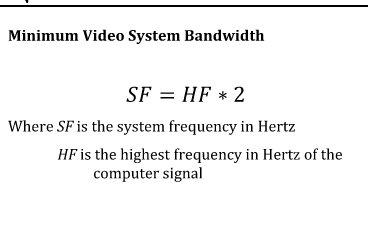 Minimum Video System Bandwidth
SF = HF * 2
Where SF is the system frequency in Hertz
HF is the highest frequency in Hertz of the
computer signal